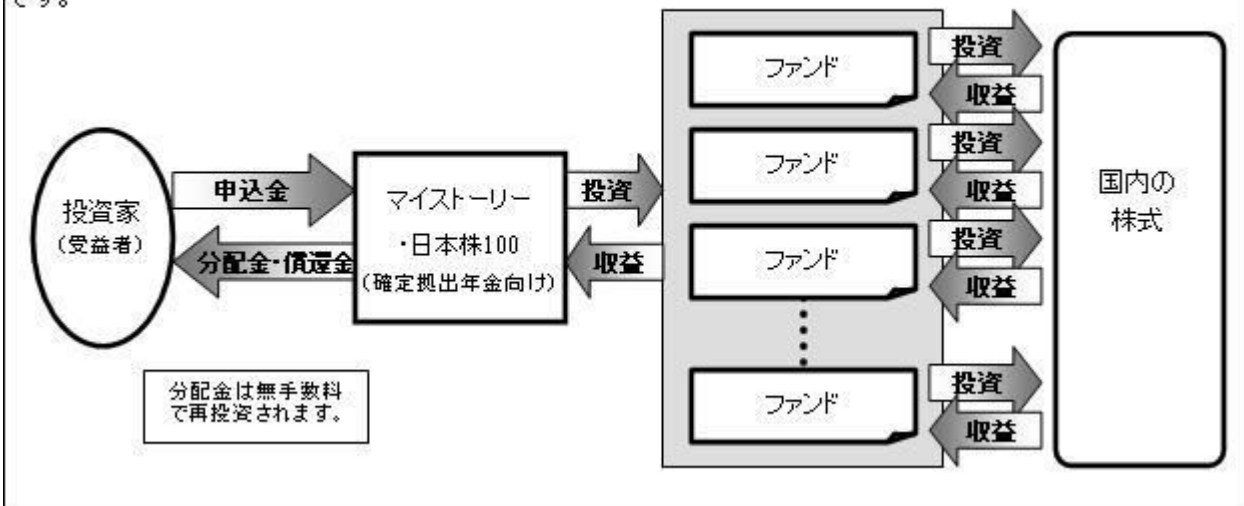 です。
投資家
(受益者)
申込金
分配金・償還金
マイストーリー
・日本株100
(確定拠出年金向け)
投資
収益
ファンド
ファンド
ファンド
ファンド
投資
収益
投資
収益
投資
収益
投資
収益
国内の
株式
分配金は無手数料
で再投資されます。